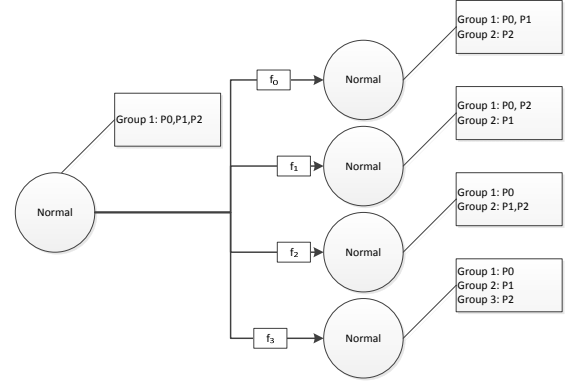 Group 1: P0, P1
Group 2: P2
f₀
Normal
Group 1: P0,P1,P2
Group 1: P0, P2
Group 2: P1
f₁
Normal
Normal
Group 1: P0
Group 2: P1,P2
f₂
Normal
Group 1: P0
Group 2: P1
Group 3: P2
f₃
Normal